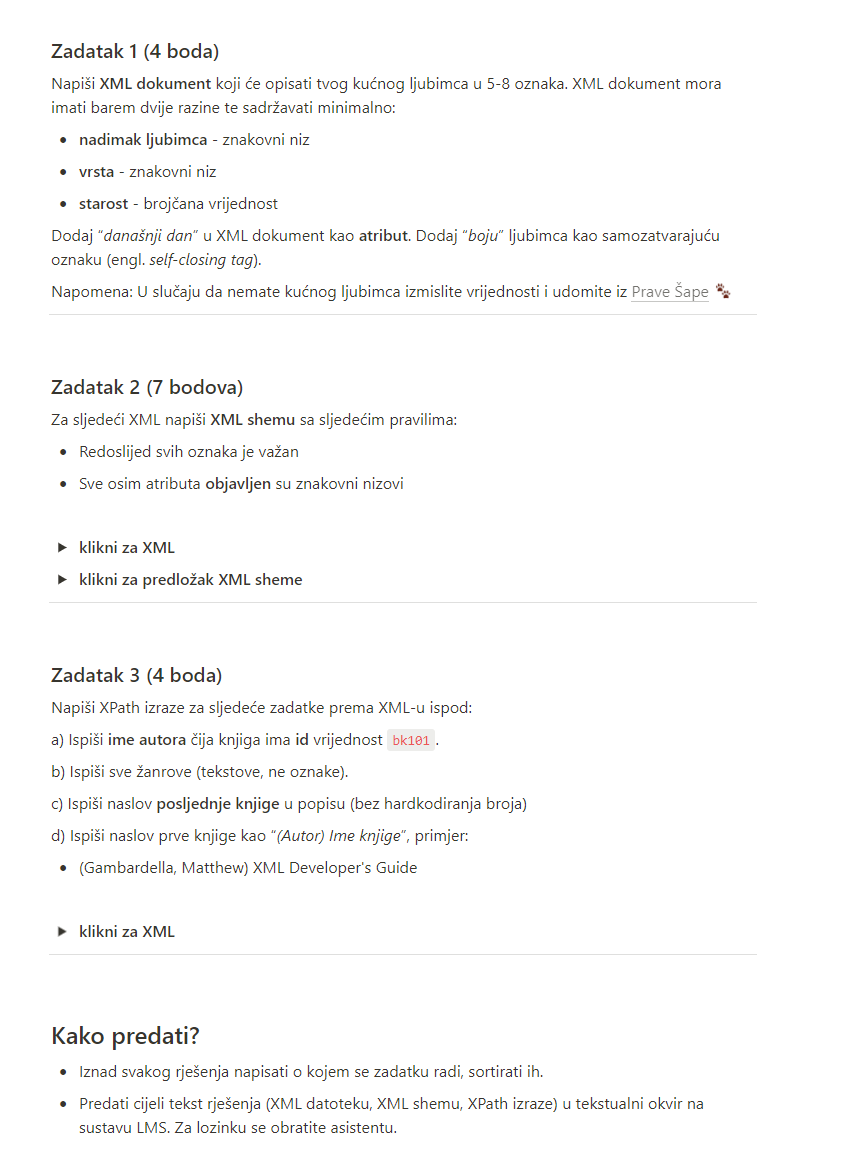 Zadatak 1 (4 boda)
Napiši XML dokument koji će opisati tvog kućnog ljubimca u 5-8 oznaka. XML dokument mora
imati barem dvije razine te sadržavati minimalno:
• nadimak ljubimca - znakovni niz
• vrsta - znakovni niz
• starost - brojčana vrijednost
Dodaj “današnji dan” u XML dokument kao atribut. Dodaj “boju” ljubimca kao samozatvarajuću
oznaku (engl. self-closing tag).
Napomena: U slučaju da nemate kućnog ljubimca izmislite vrijednosti i udomite iz Prave Šape 🐾
Zadatak 2 (7 bodova)
Za sljedeći XML napiši XML shemu sa sljedećim pravilima:
• Redoslijed svih oznaka je važan
• Sve osim atributa objavljen su znakovni nizovi
▶ klikni za XML
▶ klikni za predložak XML sheme
Zadatak 3 (4 boda)
Napiši XPath izraze za sljedeće zadatke prema XML-u ispod:
a) Ispiši ime autora čija knjiga ima id vrijednost bk101.
b) Ispiši sve žanrove (tekstove, ne oznake).
c) Ispiši naslov posljednje knjige u popisu (bez hardkodiranja broja)
d) Ispiši naslov prve knjige kao “(Autor) Ime knjige”, primjer:
• (Gambardella, Matthew) XML Developer's Guide
▶ klikni za XML
Kako predati?
• Iznad svakog rješenja napisati o kojem se zadatku radi, sortirati ih.
• Predati cijeli tekst rješenja (XML datoteku, XML shemu, XPath izraze) u tekstualni okvir na
sustavu LMS. Za lozinku se obratite asistentu.